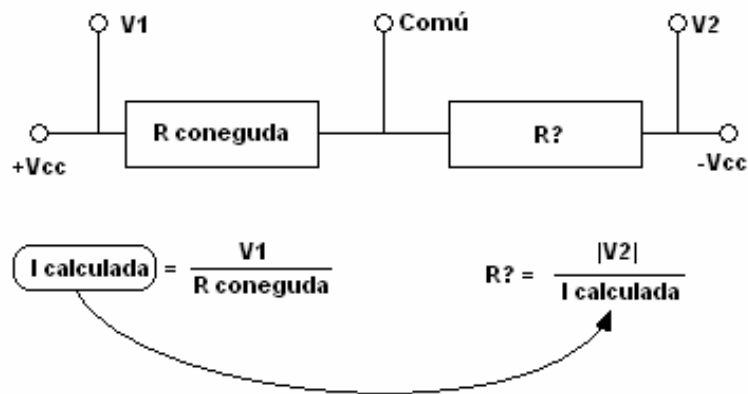 V1
Comú
V2
R coneguda
R?
+Vcc
-Vcc
I calculada = V1 / R coneguda
R? = |V2| / I calculada